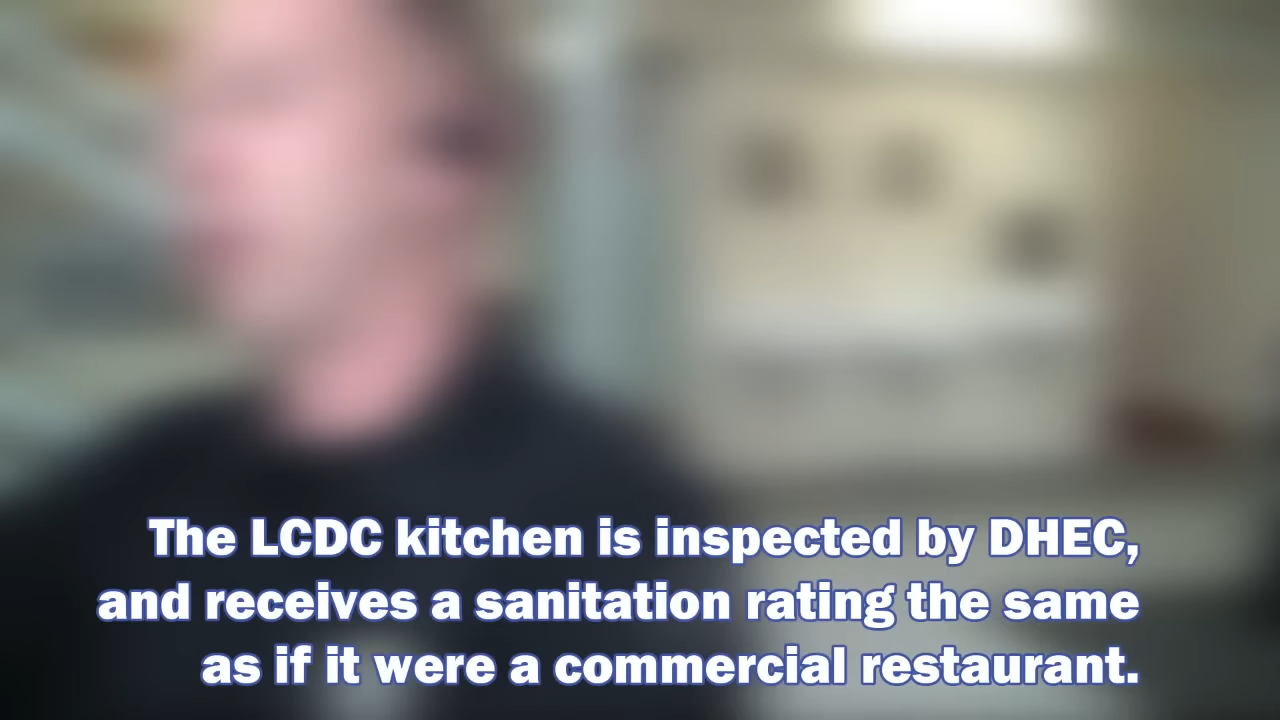 The LCDC kitchen is inspected by DHEC,
and receives a sanitation rating the same
as if it were a commercial restaurant.